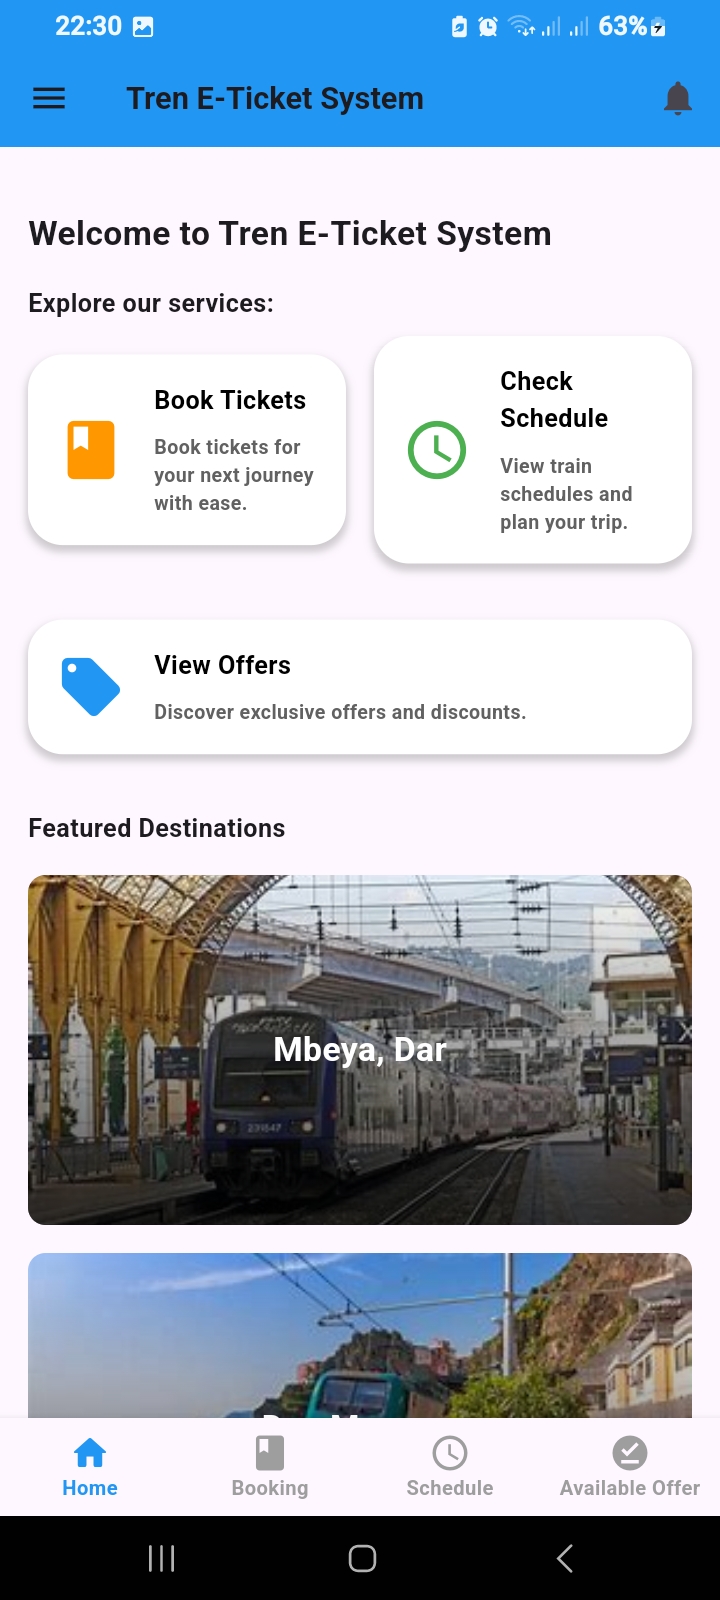 22:30
63%
Tren E-Ticket System
Welcome to Tren E-Ticket System
Explore our services:
Book Tickets
Book tickets for
your next journey
with ease.
Check
Schedule
View train
schedules and
plan your trip.
View Offers
Discover exclusive offers and discounts.
Featured Destinations
Mbeya, Dar
231547
Home
Booking
Schedule
Available Offer